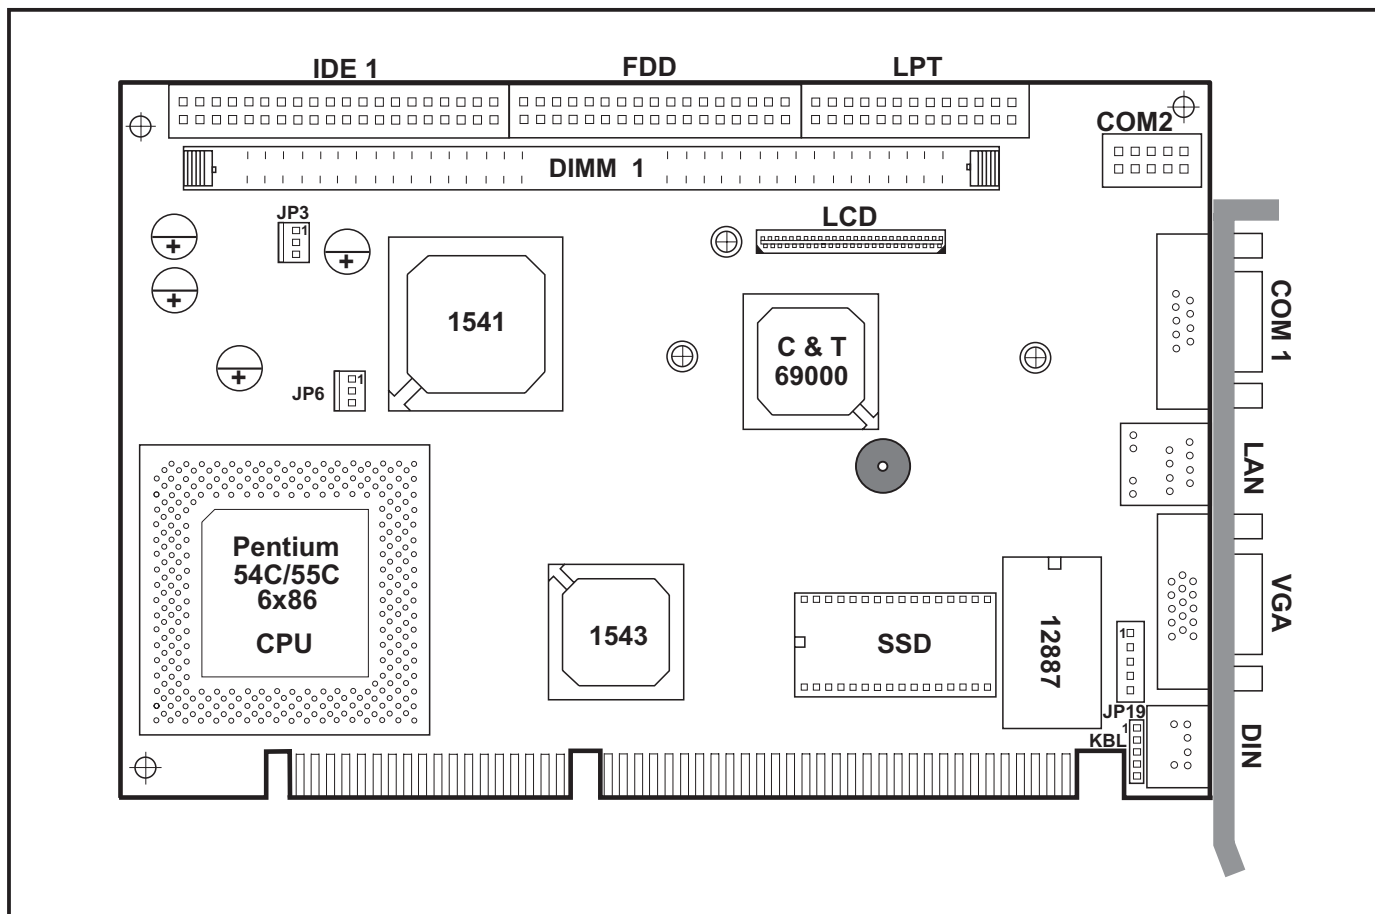 IDE 1
FDD
LPT
COM2
DIMM 1
JP3
1
LCD
COM 1
1541
C & T
69000
JP6
1
LAN
Pentium
54C/55C
6x86
CPU
1543
SSD
12887
VGA
1
JP19
KBL
1
DIN